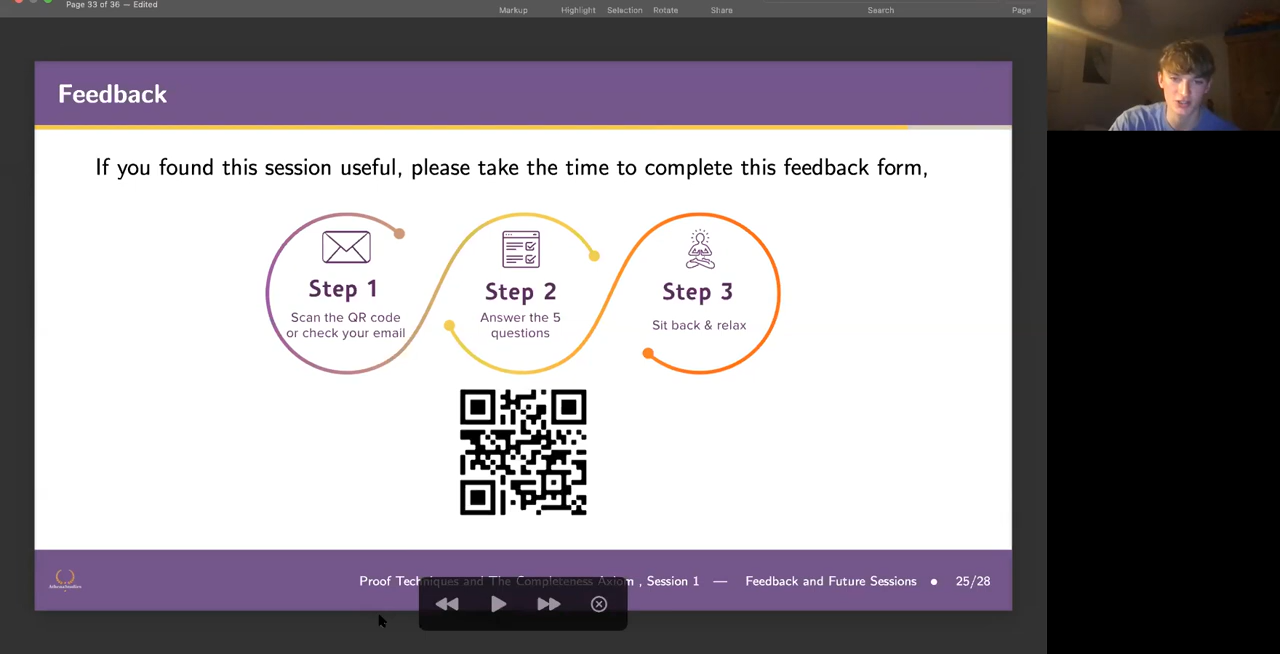 Page 33 of 36 — Edited
Markup Highlight Selection Rotate Share Search Page
Feedback
If you found this session useful, please take the time to complete this feedback form,
Step 1
Scan the QR code
or check your email
Step 2
Answer the 5
questions
Step 3
Sit back & relax
Proof Techniques and The Completeness Axiom , Session 1 — Feedback and Future Sessions • 25/28